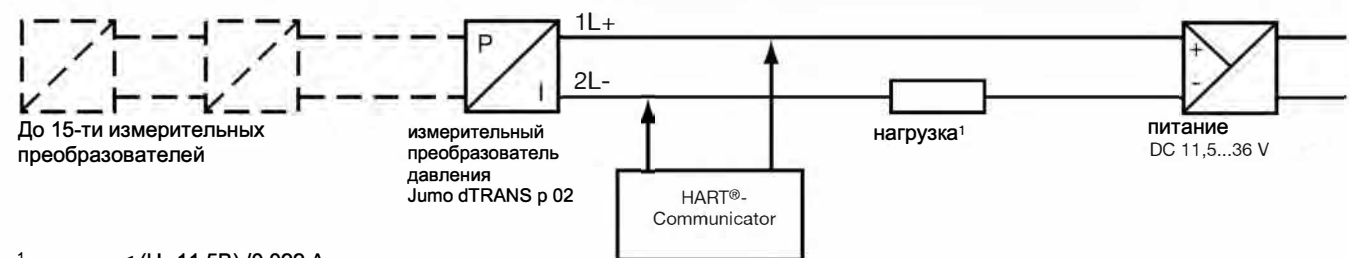 1L+
P
I
2L-
+
-
До 15-ти измерительных
преобразователей
измерительный
преобразователь
давления
Jumo dTRANS p 02
нагрузка¹
питание
DC 11,5...36 V
HART®-
Communicator